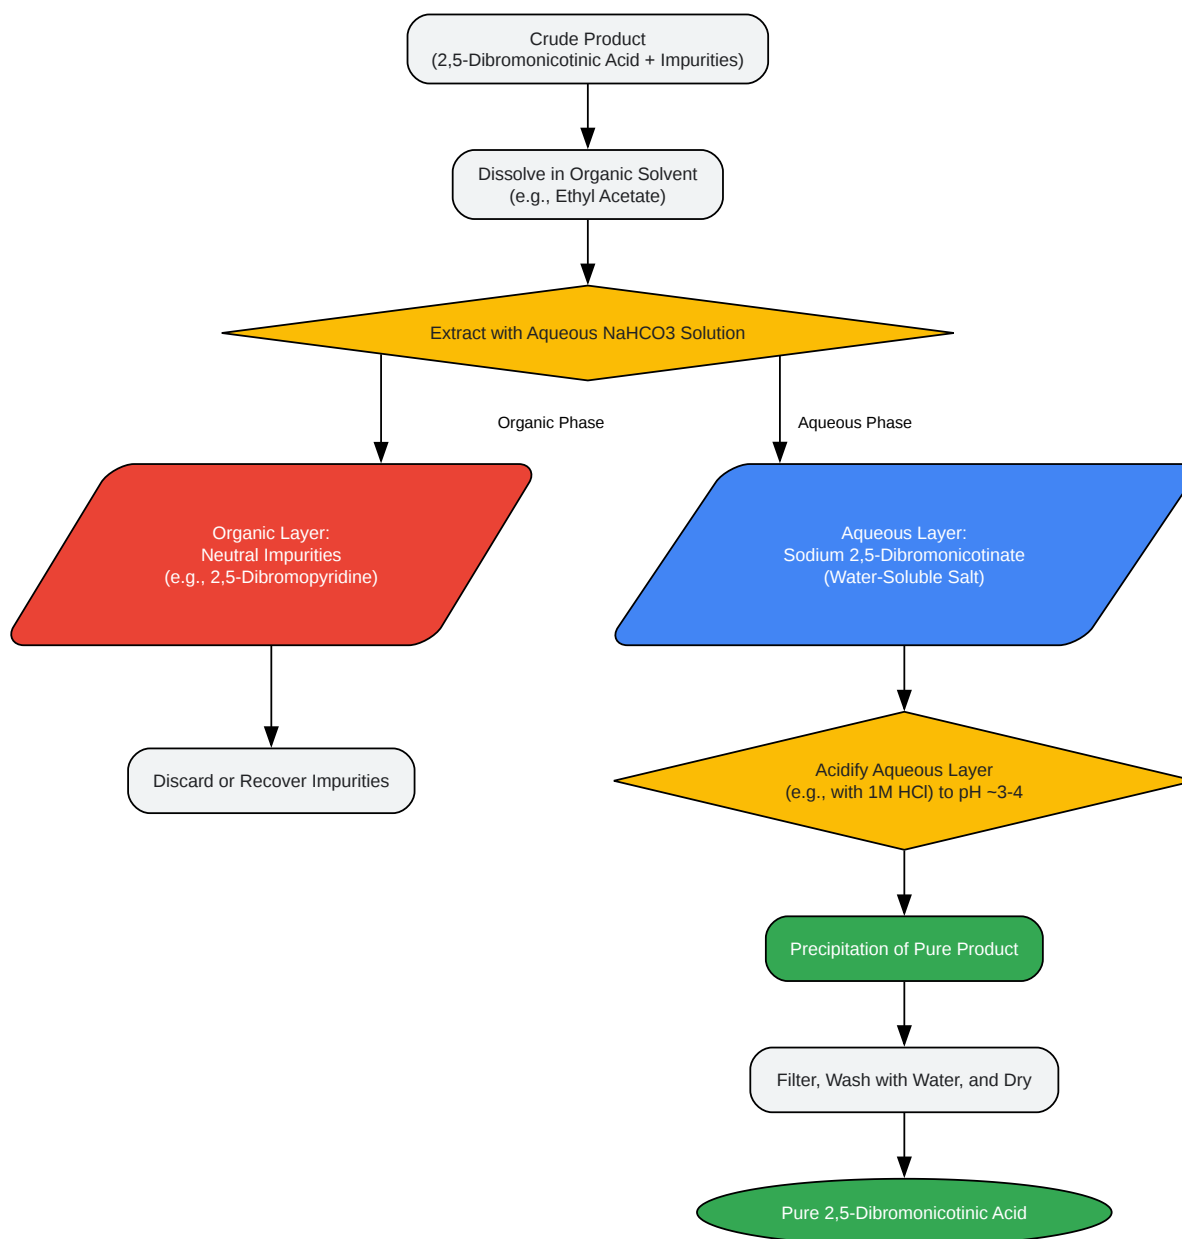 Crude Product
(2,5-Dibromonicotinic Acid + Impurities)
Dissolve in Organic Solvent
(e.g., Ethyl Acetate)
Extract with Aqueous NaHCO3 Solution
Organic Phase
Aqueous Phase
Organic Layer:
Neutral Impurities
(e.g., 2,5-Dibromopyridine)
Aqueous Layer:
Sodium 2,5-Dibromonicotinate
(Water-Soluble Salt)
Discard or Recover Impurities
Acidify Aqueous Layer
(e.g., with 1M HCl) to pH ~3-4
Precipitation of Pure Product
Filter, Wash with Water, and Dry
Pure 2,5-Dibromonicotinic Acid